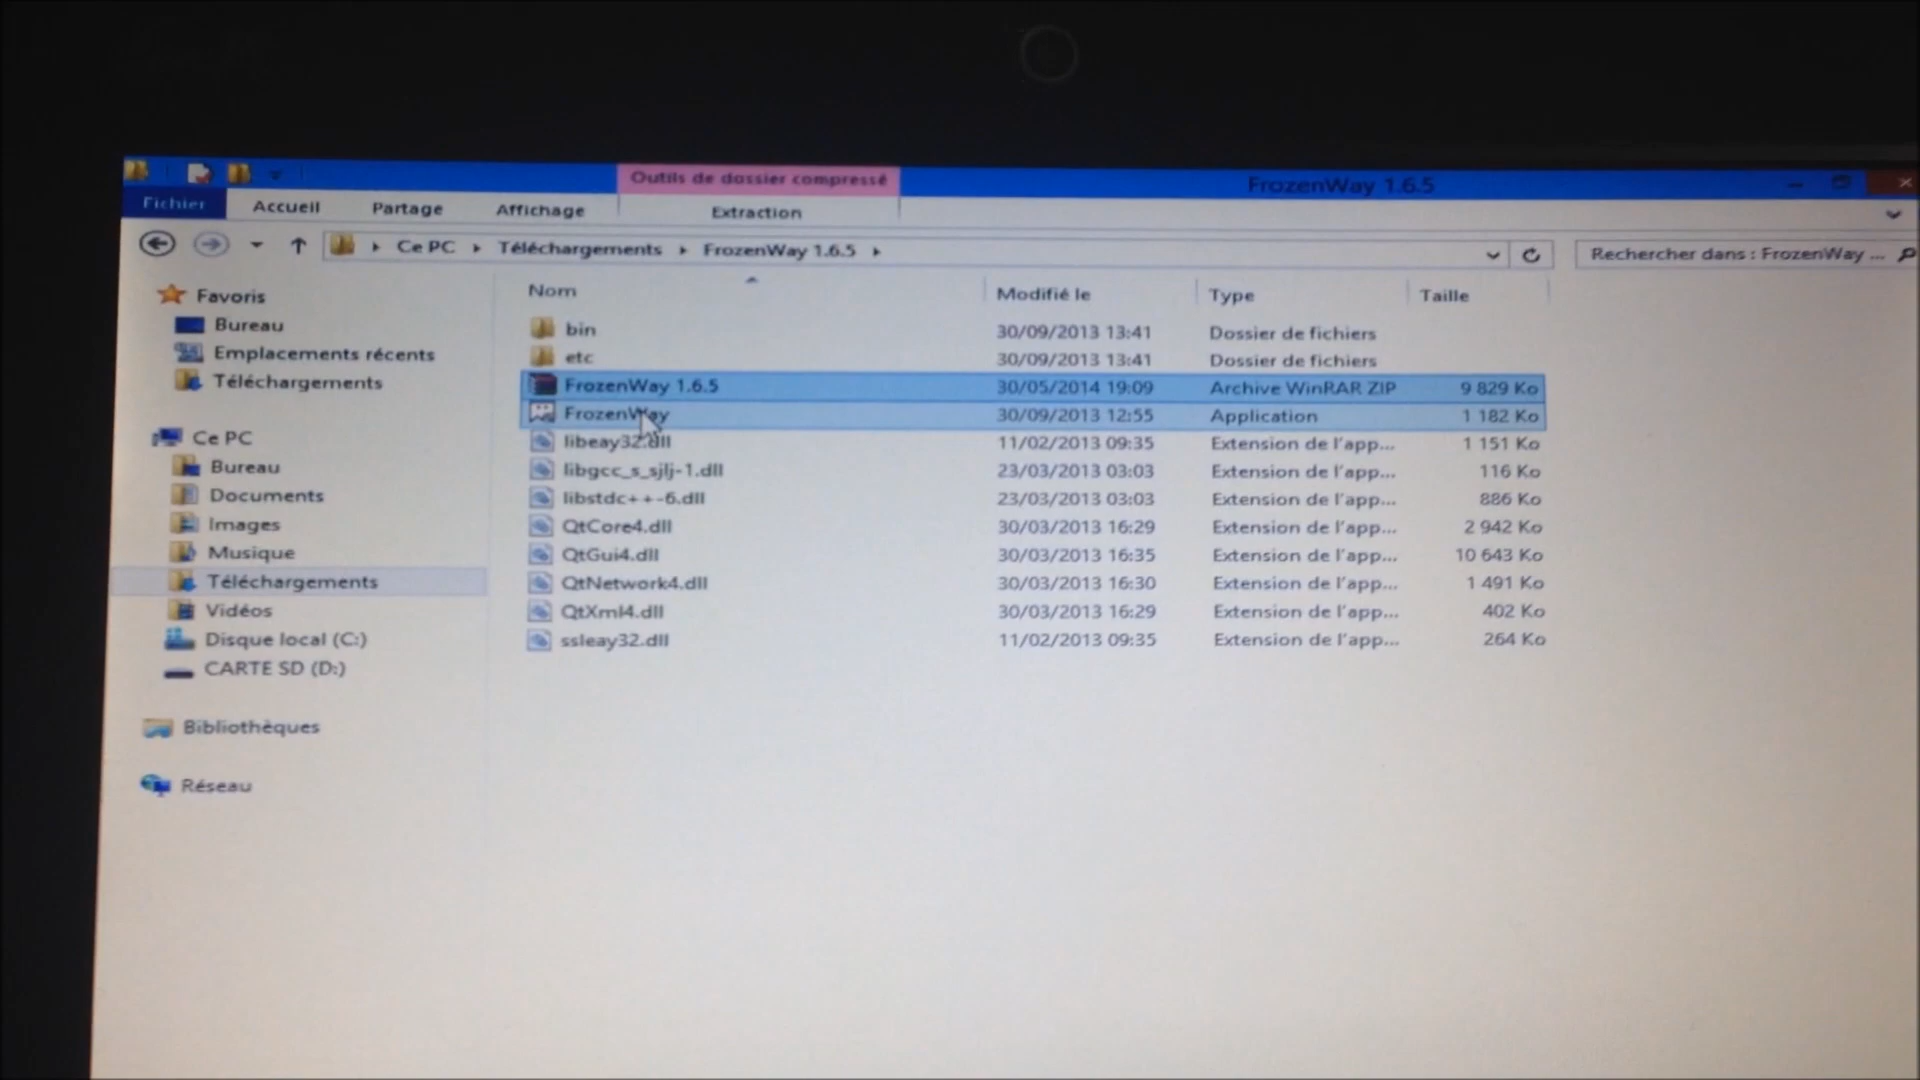 Outils de dossier compressé
FrozenWay 1.6.5
Fichier Accueil Partage Affichage Extraction
Ce PC Téléchargements FrozenWay 1.6.5
Rechercher dans : FrozenWay ...
Favoris
Bureau
Emplacements récents
Téléchargements
Ce PC
Bureau
Documents
Images
Musique
Téléchargements
Vidéos
Disque local (C:)
CARTE SD (D:)
Bibliothèques
Réseau
Nom Modifié le Type Taille
bin 30/09/2013 13:41 Dossier de fichiers
etc 30/09/2013 13:41 Dossier de fichiers
FrozenWay 1.6.5 30/05/2014 19:09 Archive WinRAR ZIP 9 829 Ko
FrozenWay 30/09/2013 12:55 Application 1 182 Ko
libeay32.dll 11/02/2013 09:35 Extension de l'app... 1 151 Ko
libgcc_s_sjlj-1.dll 23/03/2013 03:03 Extension de l'app... 116 Ko
libstdc++-6.dll 23/03/2013 03:03 Extension de l'app... 886 Ko
QtCore4.dll 30/03/2013 16:29 Extension de l'app... 2 942 Ko
QtGui4.dll 30/03/2013 16:35 Extension de l'app... 10 643 Ko
QtNetwork4.dll 30/03/2013 16:30 Extension de l'app... 1 491 Ko
QtXml4.dll 30/03/2013 16:29 Extension de l'app... 402 Ko
ssleay32.dll 11/02/2013 09:35 Extension de l'app... 264 Ko